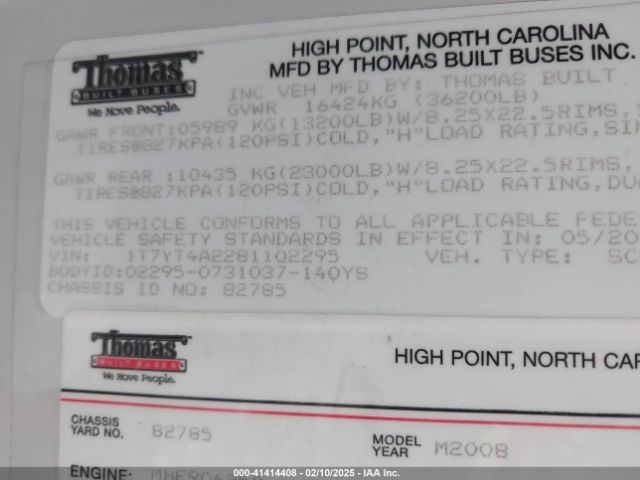 Thomas
BUILT BUSES
We Move People.
HIGH POINT, NORTH CAROLINA
MFD BY THOMAS BUILT BUSES INC.
INC VEH MFD BY: THOMAS BUILT
GVWR 16424KG (36200LB)
GAWR FRONT:05989 KG(13200LB)W/8.25X22.5RIMS,
TIRES@827KPA(120PSI)COLD,"H"LOAD RATING,SIN
GAWR REAR :10435 KG(23000LB)W/8.25X22.5RIMS,
TIRES@827KPA(120PSI)COLD,"H"LOAD RATING,DU
THIS VEHICLE CONFORMS TO ALL APPLICABLE FEDE
VEHICLE SAFETY STANDARDS IN EFFECT IN: 05/20
VIN: 1T7YT4A2281102295 VEH. TYPE: SC
BODYID:02295-0731037-140YS
CHASSIS ID NO: 82785
Thomas
BUILT BUSES
We Move People.
HIGH POINT, NORTH CAR
CHASSIS
YARD NO. 82785
MODEL
YEAR M2008
ENGINE:
000-41414408 - 02/10/2025 - IAA Inc.